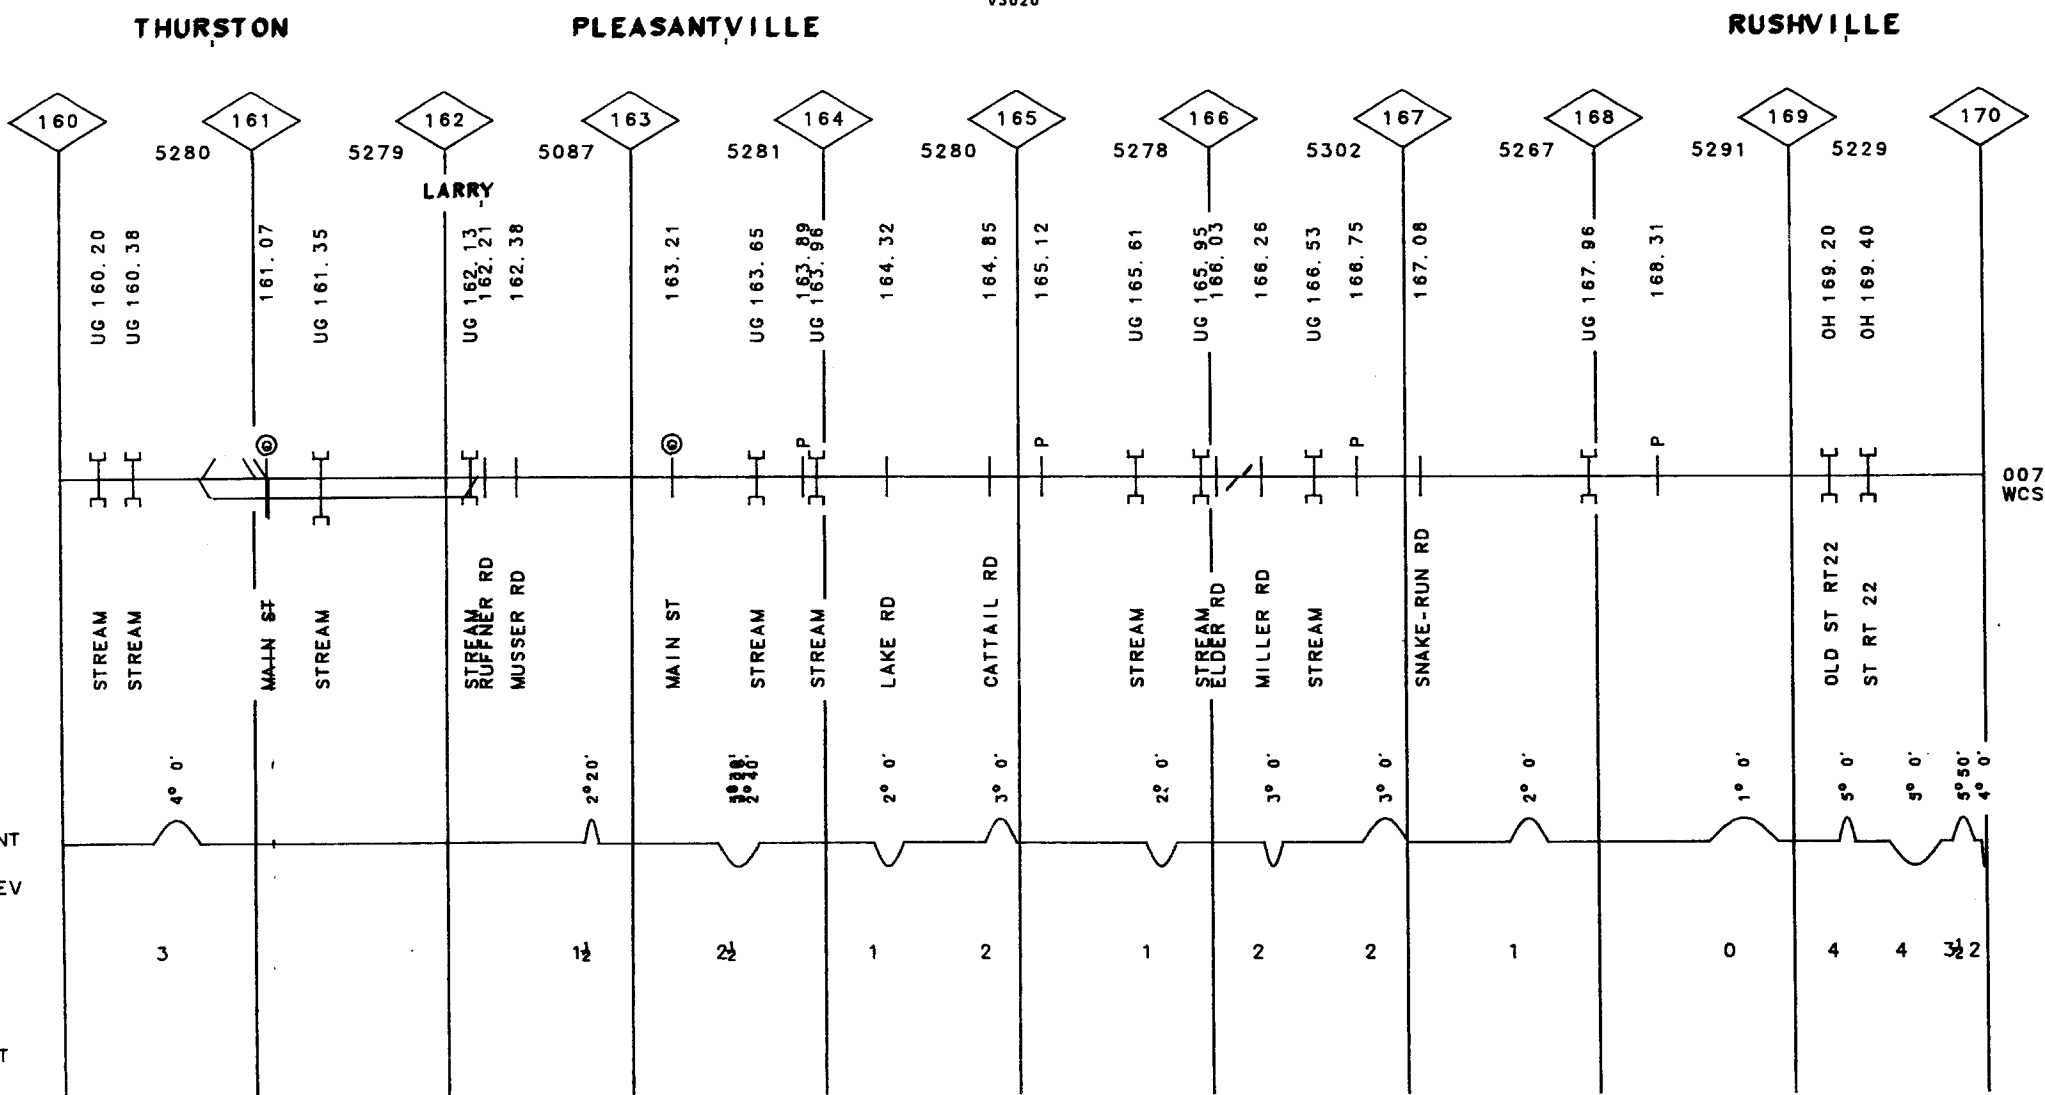 V3020
THURSTON PLEASANTVILLE RUSHVILLE
160 161 162 163 164 165 166 167 168 169 170
5280 5279 5087 5281 5280 5278 5302 5267 5291 5229
LARRY
UG 160.20
UG 160.38
161.07
UG 161.35
UG 162.13
162.21
162.38
163.21
UG 163.65
163.89
UG 163.96
164.32
164.85
165.12
UG 165.61
UG 165.95
166.03
166.26
UG 166.53
166.75
167.08
UG 167.96
168.31
OH 169.20
OH 169.40
P P P P
007
WCS
STREAM
STREAM
MAIN ST
STREAM
STREAM
RUFFNER RD
MUSSER RD
MAIN ST
STREAM
STREAM
LAKE RD
CATTAIL RD
STREAM
STREAM
ELDER RD
MILLER RD
STREAM
SNAKE-RUN RD
OLD ST RT22
ST RT 22
4° 0'
2° 20'
2° 40'
2° 0'
3° 0'
2° 0'
3° 0'
3° 0'
2° 0'
1° 0'
5° 0'
5° 0'
5° 50'
4° 0'
NT
EV
3 1½ 2½ 1 2 1 2 2 1 0 4 4 3½ 2
T